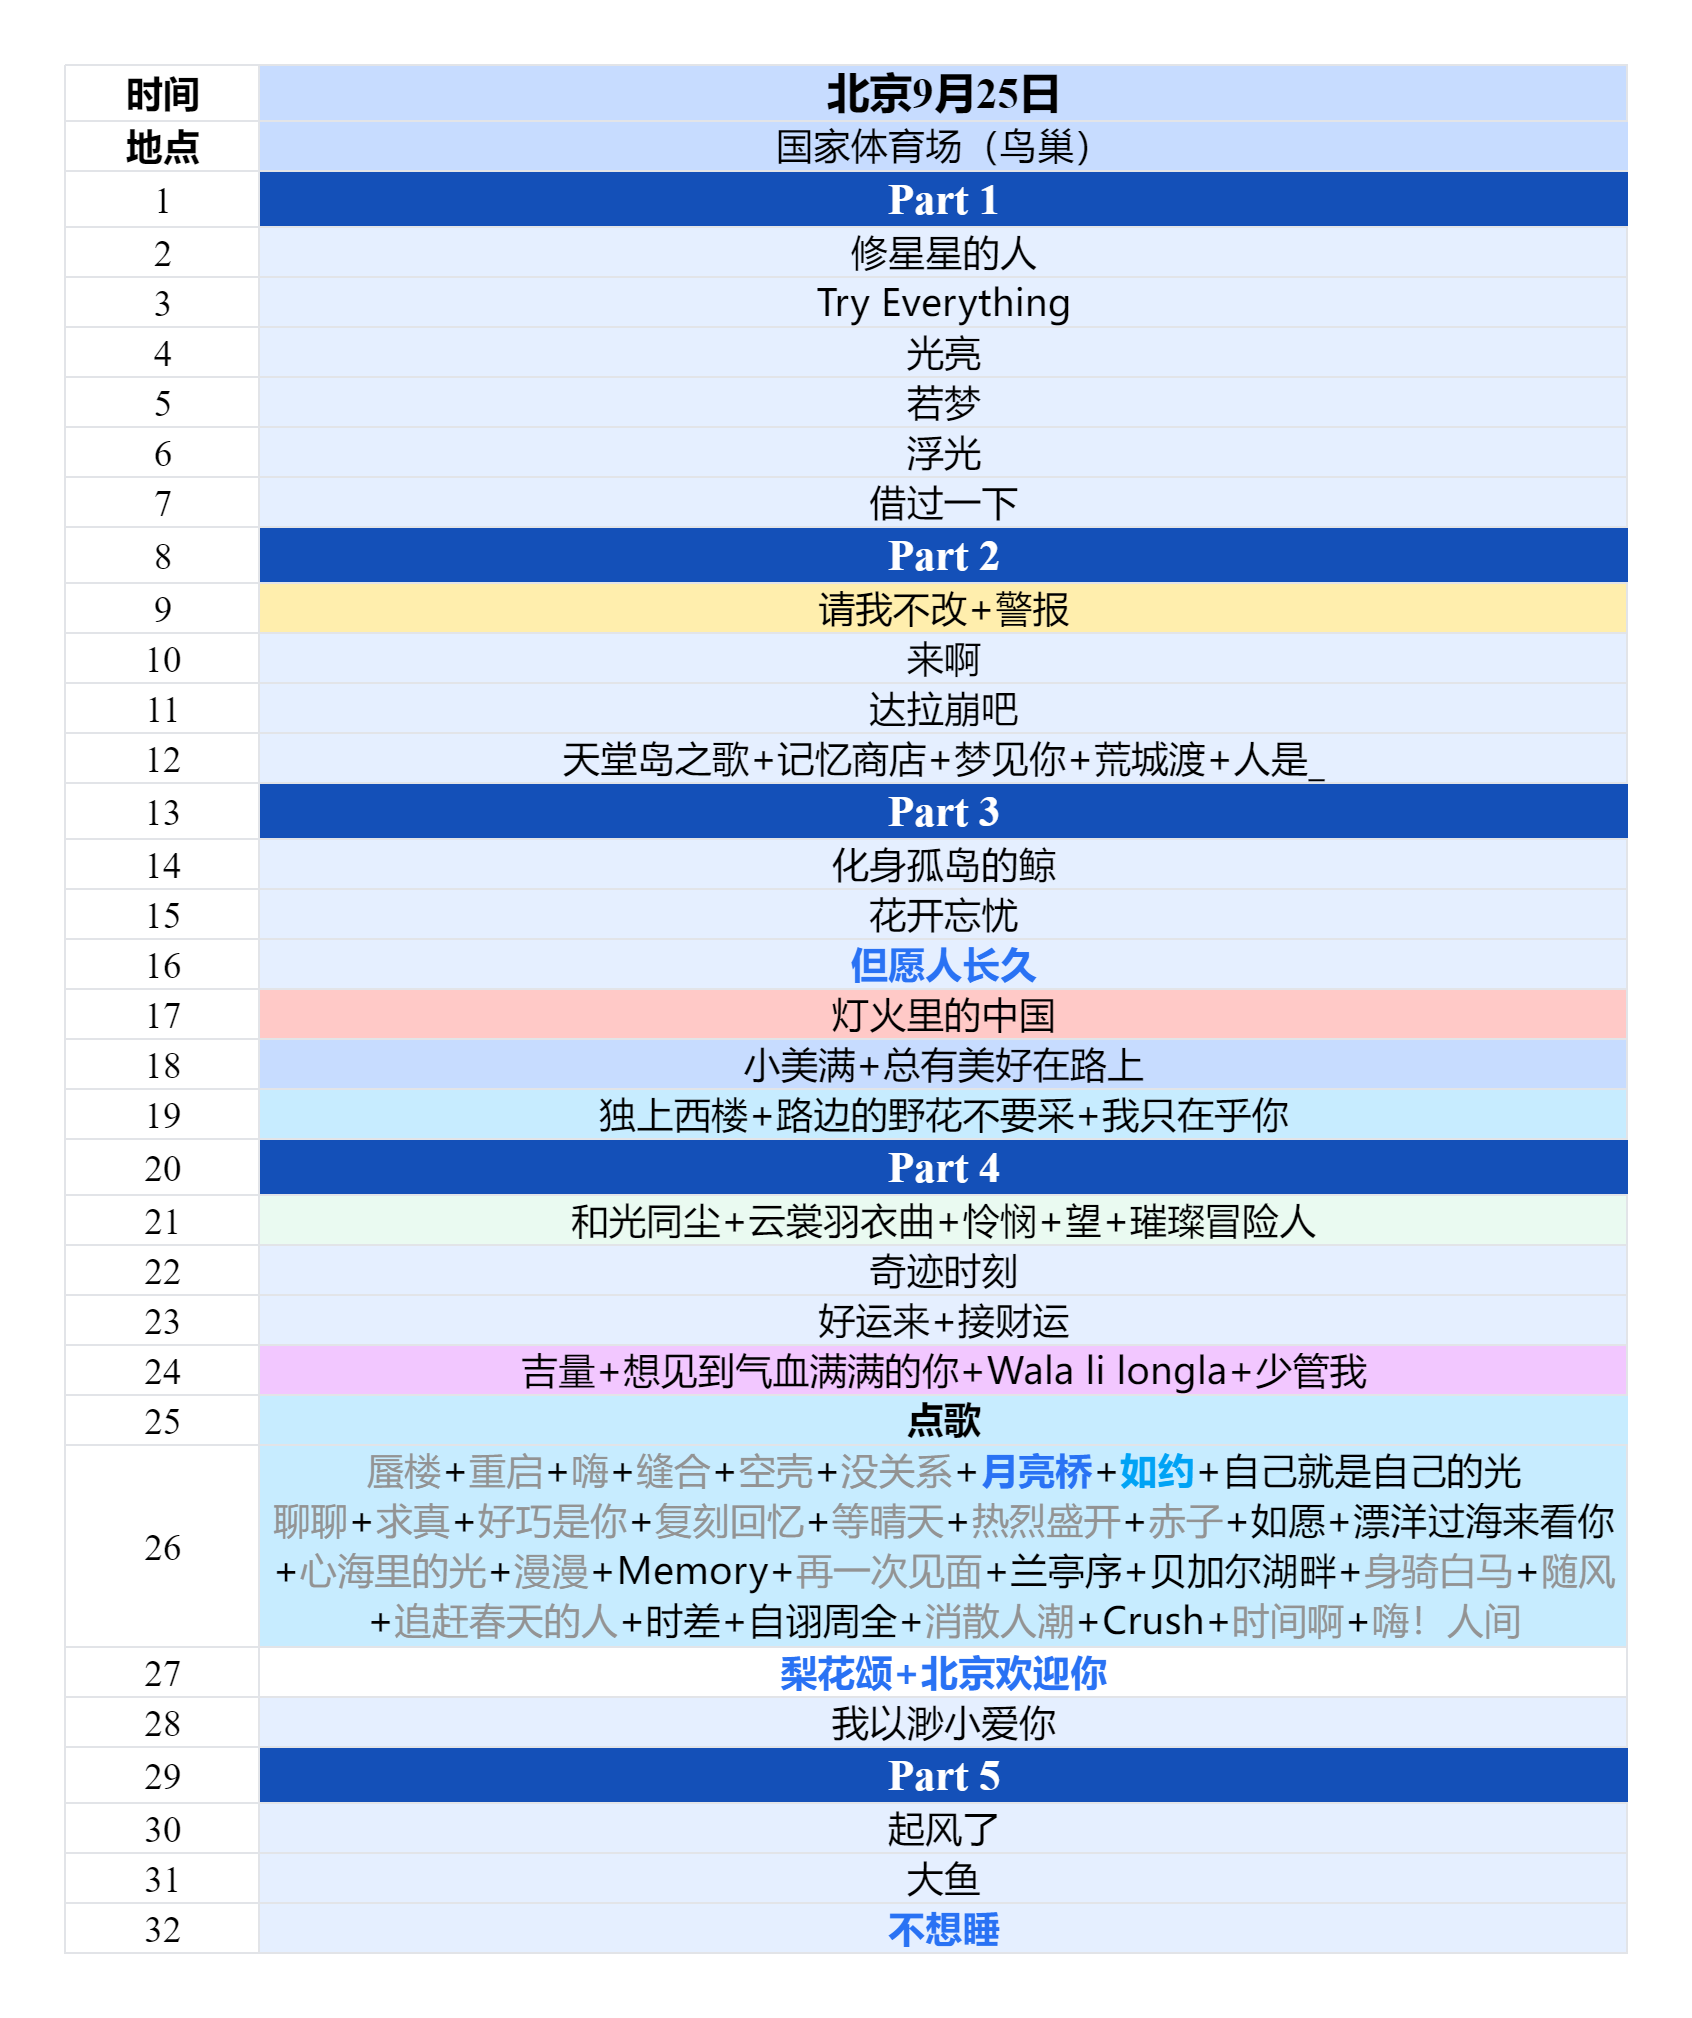 时间 北京9月25日
地点 国家体育场（鸟巢）
1 Part 1
2 修星星的人
3 Try Everything
4 光亮
5 若梦
6 浮光
7 借过一下
8 Part 2
9 请我不改+警报
10 来啊
11 达拉崩吧
12 天堂岛之歌+记忆商店+梦见你+荒城渡+人是_
13 Part 3
14 化身孤岛的鲸
15 花开忘忧
16 但愿人长久
17 灯火里的中国
18 小美满+总有美好在路上
19 独上西楼+路边的野花不要采+我只在乎你
20 Part 4
21 和光同尘+云裳羽衣曲+怜悯+望+璀璨冒险人
22 奇迹时刻
23 好运来+接财运
24 吉量+想见到气血满满的你+Wala li longla+少管我
25 点歌
26
蜃楼+重启+嗨+缝合+空壳+没关系+月亮桥+如约+自己就是自己的光
聊聊+求真+好巧是你+复刻回忆+等晴天+热烈盛开+赤子+如愿+漂洋过海来看你
+心海里的光+漫漫+Memory+再一次见面+兰亭序+贝加尔湖畔+身骑白马+随风
+追赶春天的人+时差+自诩周全+消散人潮+Crush+时间啊+嗨！人间
27 梨花颂+北京欢迎你
28 我以渺小爱你
29 Part 5
30 起风了
31 大鱼
32 不想睡